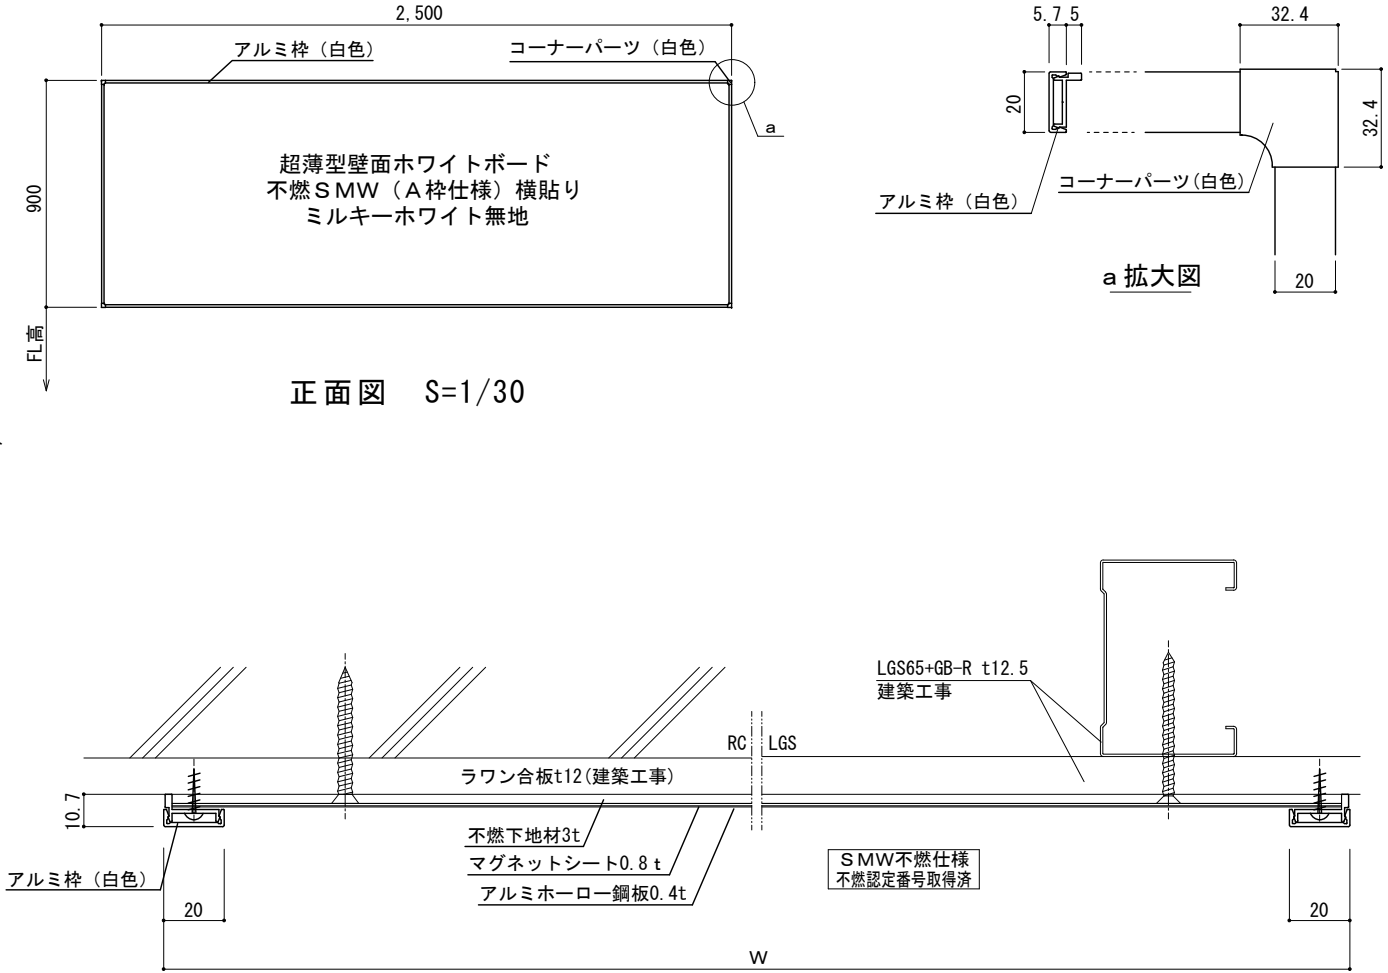 2,500
アルミ枠（白色）
コーナーパーツ（白色）
a
900
FL高
超薄型壁面ホワイトボード
不燃ＳＭＷ（Ａ枠仕様）横貼り
ミルキーホワイト無地
正面図　S=1/30
5.7 5
32.4
20
32.4
コーナーパーツ(白色)
アルミ枠（白色）
20
a 拡大図
LGS65+GB-R t12.5
建築工事
RC
LGS
ラワン合板t12(建築工事)
10.7
不燃下地材3t
マグネットシート0.8t
アルミホーロー鋼板0.4t
アルミ枠（白色）
ＳＭＷ不燃仕様
不燃認定番号取得済
20
20
W